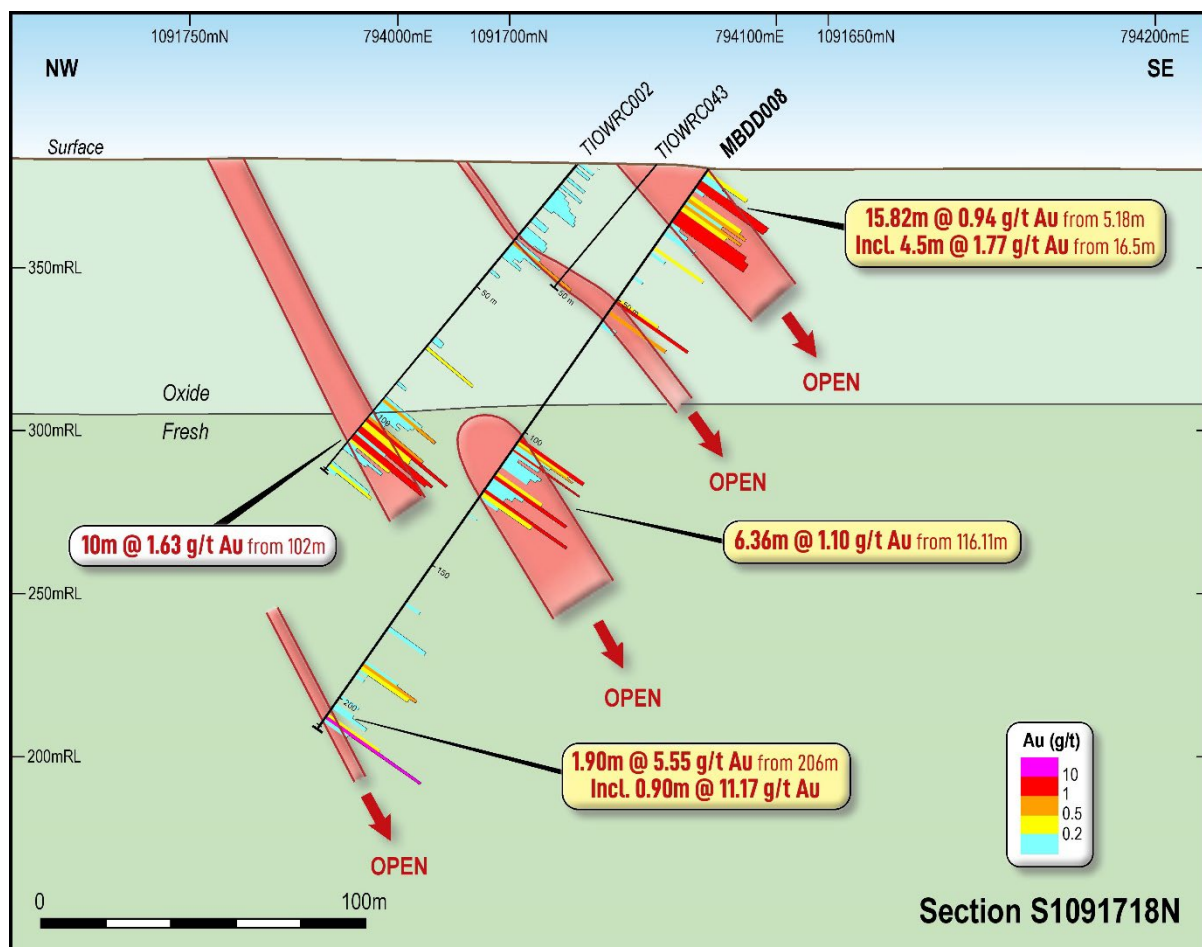 1091750mN
794000mE
1091700mN
794100mE
1091650mN
794200mE
NW
SE
TIOWRC002
TIOWRC043
MBDD008
Surface
15.82m @ 0.94 g/t Au from 5.18m
Incl. 4.5m @ 1.77 g/t Au from 16.5m
350mRL
50 m
50 m
50 m
OPEN
Oxide
300mRL
Fresh
100
100
OPEN
10m @ 1.63 g/t Au from 102m
6.36m @ 1.10 g/t Au from 116.11m
150
250mRL
OPEN
200
200mRL
1.90m @ 5.55 g/t Au from 206m
Incl. 0.90m @ 11.17 g/t Au
Au (g/t)
10
1
0.5
0.2
OPEN
0
100m
Section S1091718N